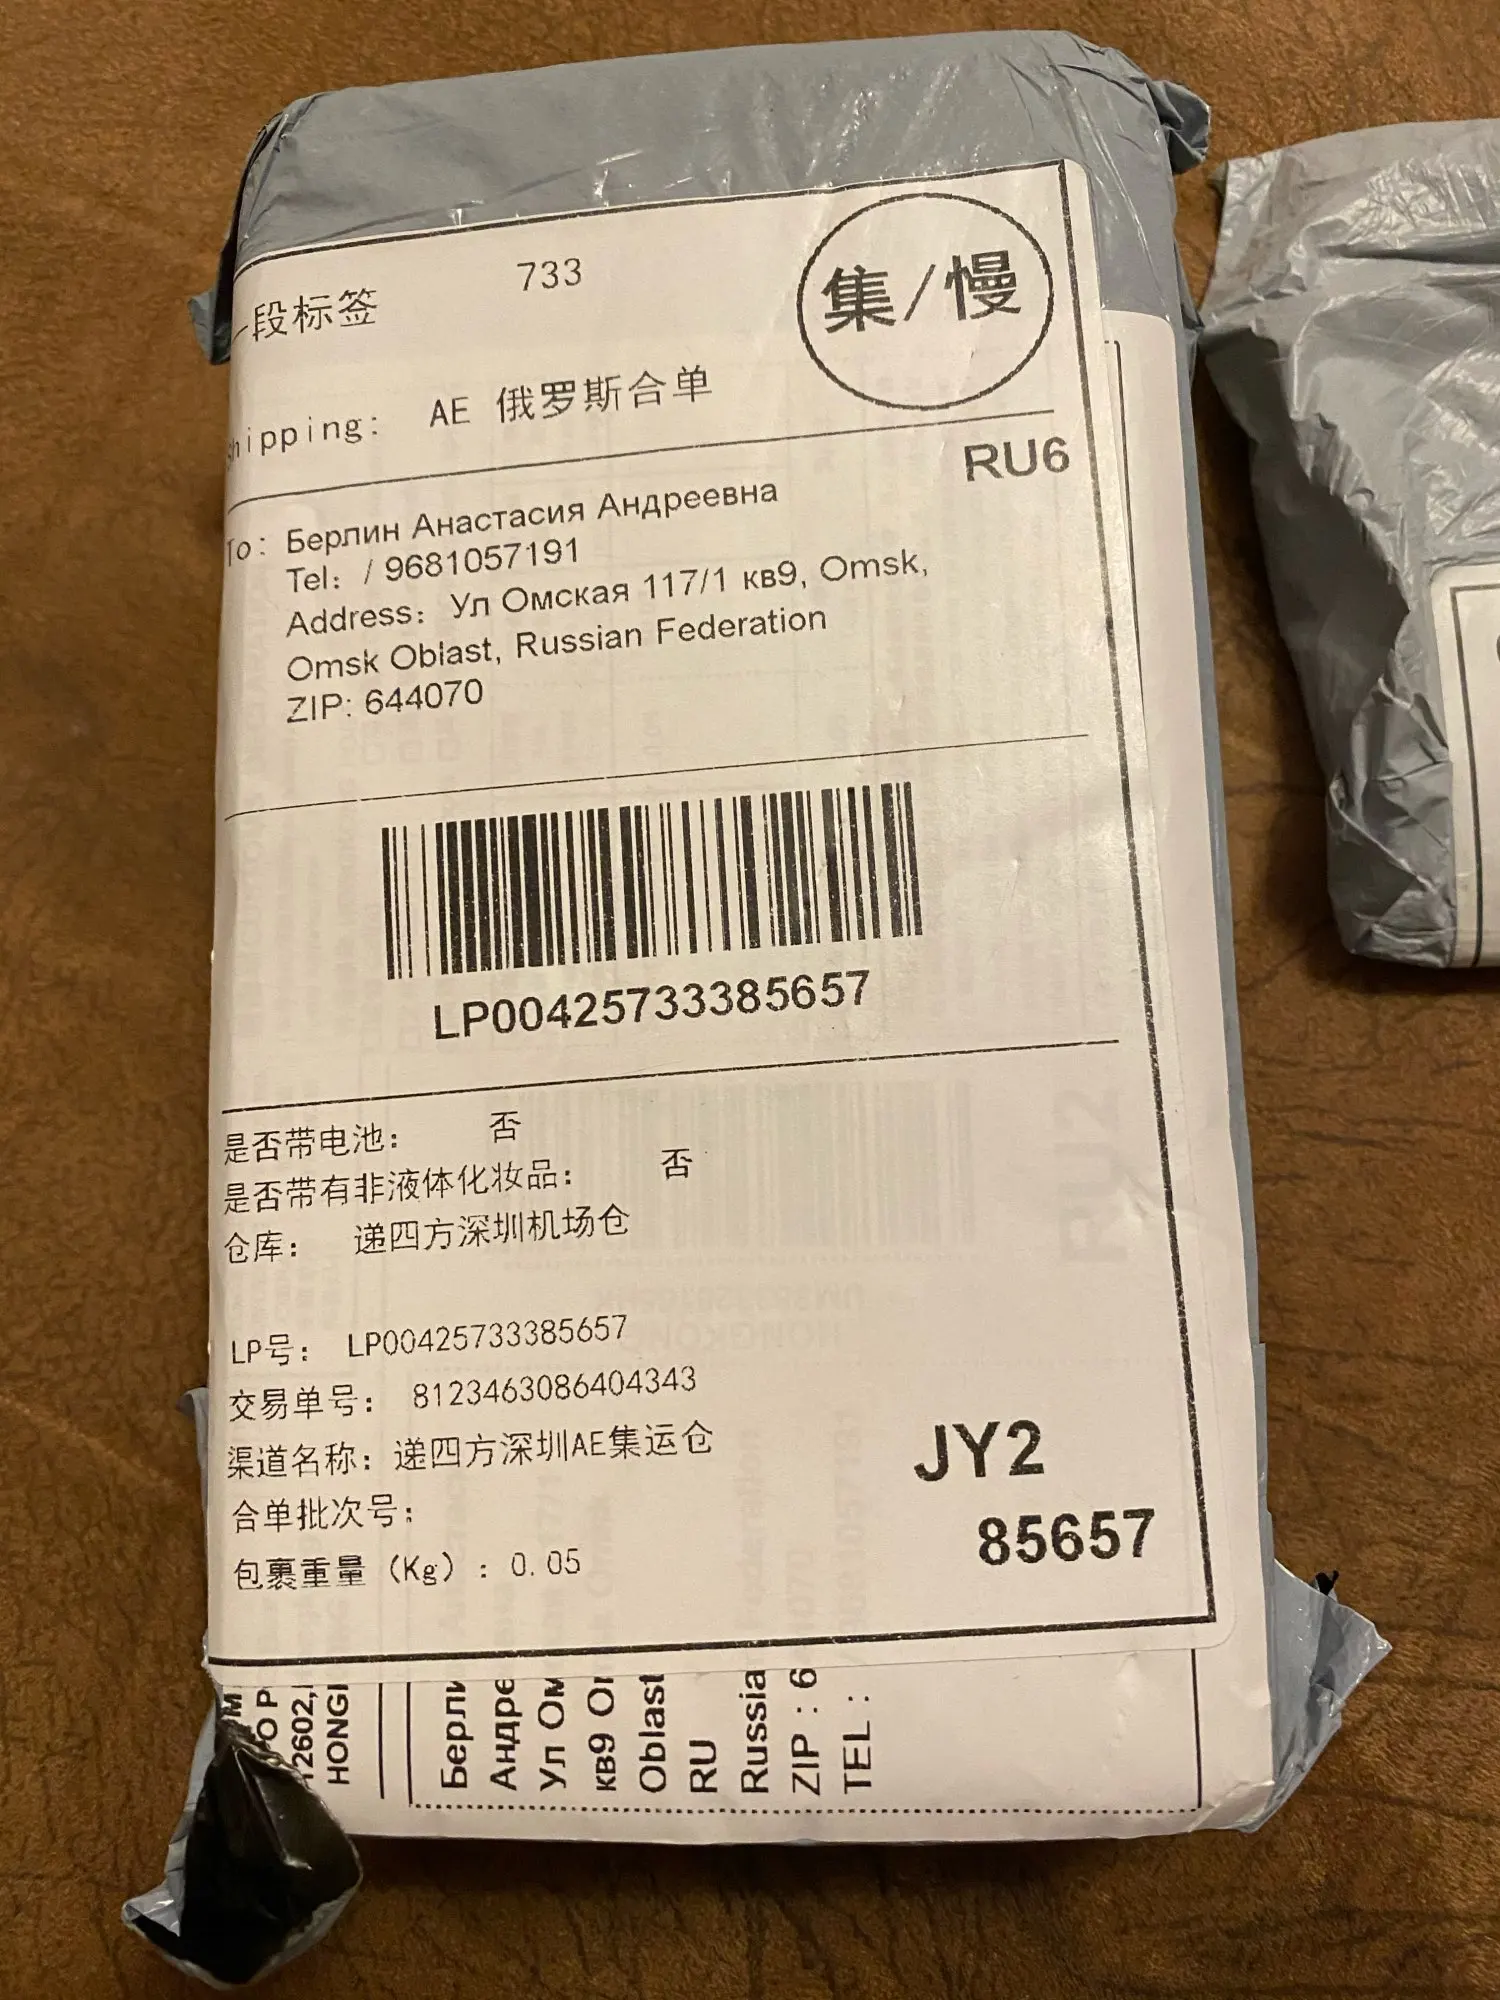 一段标签
733
集/慢
shipping: AE 俄罗斯合单
RU6
To: Берлин Анастасия Андреевна
Tel: / 9681057191
Address: Ул Омская 117/1 кв9, Omsk,
Omsk Oblast, Russian Federation
ZIP: 644070
LP00425733385657
是否带电池: 否
是否带有非液体化妆品: 否
仓库: 递四方深圳机场仓
LP号: LP00425733385657
交易单号: 8123463086404343
渠道名称: 递四方深圳AE集运仓
合单批次号:
包裹重量 (Kg) : 0.05
JY2
85657
12602,
HONGI
Берли
Андре
Ул Ом
кв9 O
Oblast
RU
Russia
ZIP : 6
TEL :